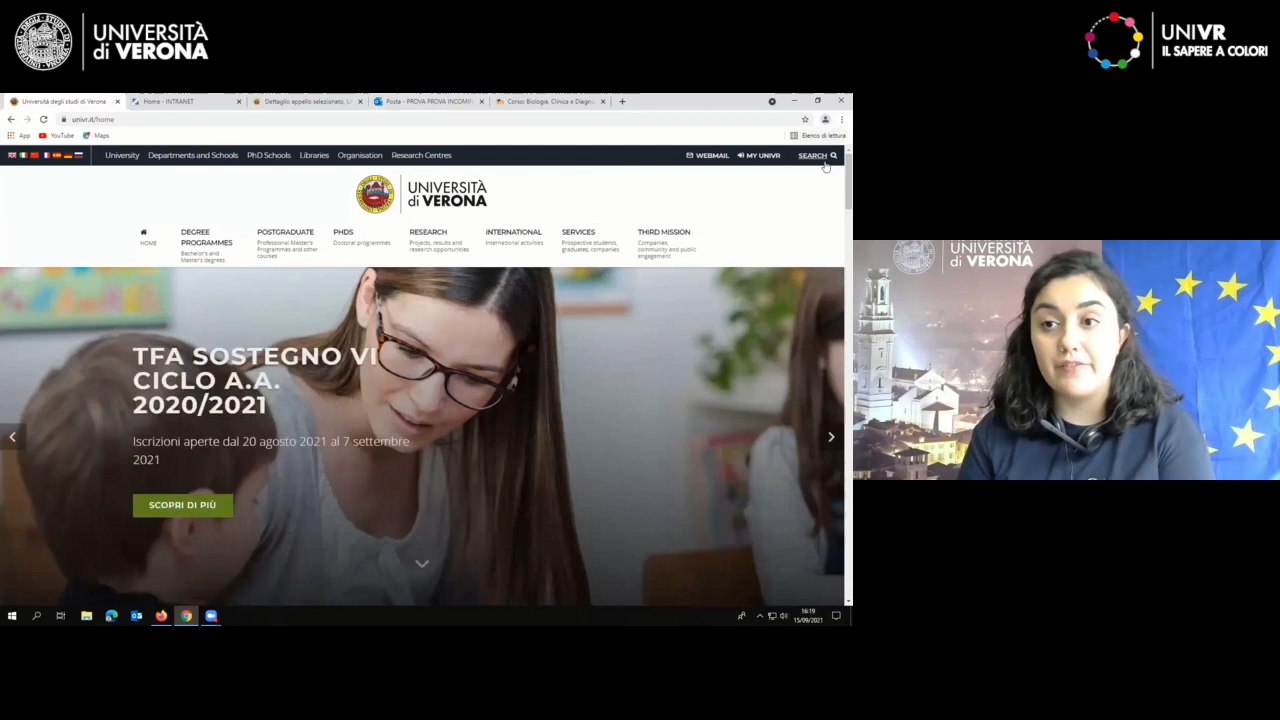 UNIVERSITÀ
di VERONA
UNIVR
IL SAPERE A COLORI
Università degli studi di Verona
Home - INTRANET
Dettaglio appello selezionato, U
Posta - PROVA PROVA INCOMIN
Corso: Biologia, Clinica e Diagno
univr.it/home
App
YouTube
Maps
Elenco di lettura
University
Departments and Schools
PhD Schools
Libraries
Organisation
Research Centres
WEBMAIL
MY UNIVR
SEARCH
UNIVERSITÀ
di VERONA
HOME
DEGREE
PROGRAMMES
Bachelor's and
Master's degrees
POSTGRADUATE
Professional Master's
Programmes and other
courses
PHDS
Doctoral programmes
RESEARCH
Projects, results and
research opportunities
INTERNATIONAL
International activities
SERVICES
Prospective students,
graduates, companies
THIRD MISSION
Companies,
community and public
engagement
UNIVERSITÀ
di VERONA
TFA SOSTEGNO VI
CICLO A.A.
2020/2021
Iscrizioni aperte dal 20 agosto 2021 al 7 settembre
2021
SCOPRI DI PIÙ
16:19
15/09/2021